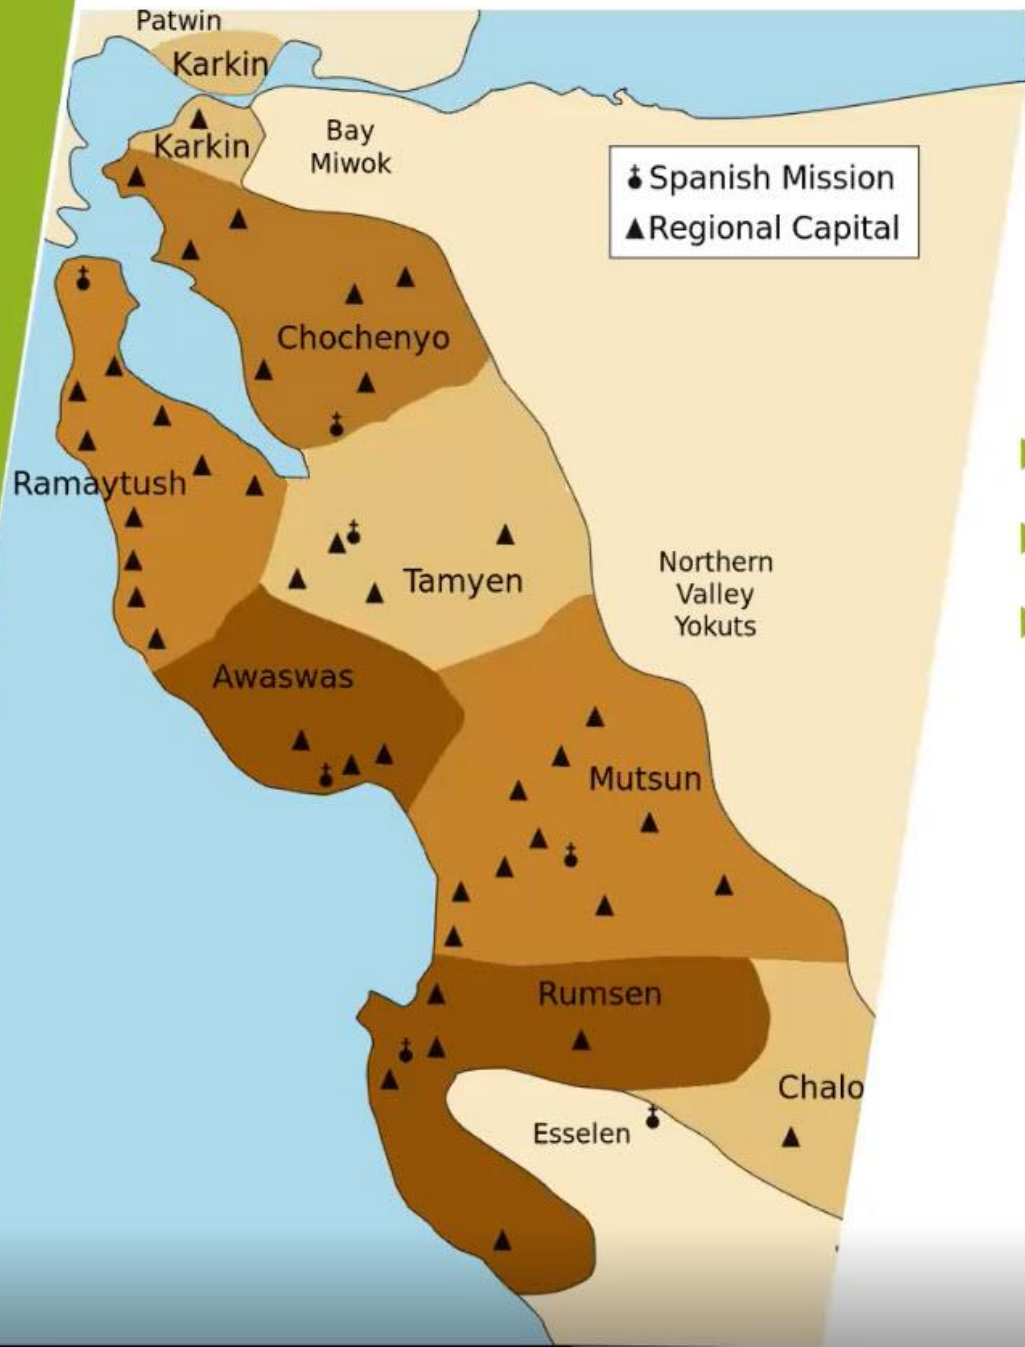 Patwin
Karkin
Karkin
Bay
Miwok
Spanish Mission
Regional Capital
Chochenyo
Ramaytush
Tamyen
Northern
Valley
Yokuts
Awaswas
Mutsun
Rumsen
Chalo
Esselen